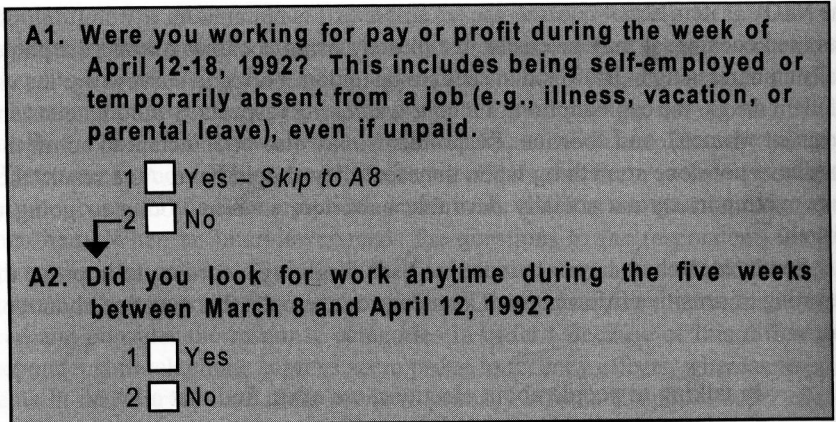 A1. Were you working for pay or profit during the week of
April 12-18, 1992? This includes being self-employed or
temporarily absent from a job (e.g., illness, vacation, or
parental leave), even if unpaid.
1 Yes – Skip to A8
2 No
A2. Did you look for work anytime during the five weeks
between March 8 and April 12, 1992?
1 Yes
2 No